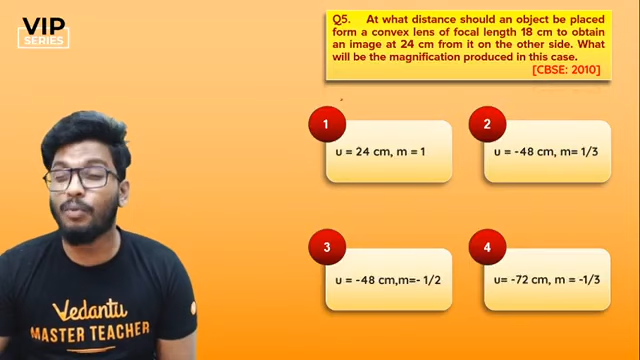 VIP
SERIES
Q5. At what distance should an object be placed
form a convex lens of focal length 18 cm to obtain
an image at 24 cm from it on the other side. What
will be the magnification produced in this case.
[CBSE: 2010]
1
u = 24 cm, m = 1
2
u = -48 cm, m= 1/3
3
u = -48 cm,m=- 1/2
4
u= -72 cm, m = -1/3
Vedantu
MASTER TEACHER